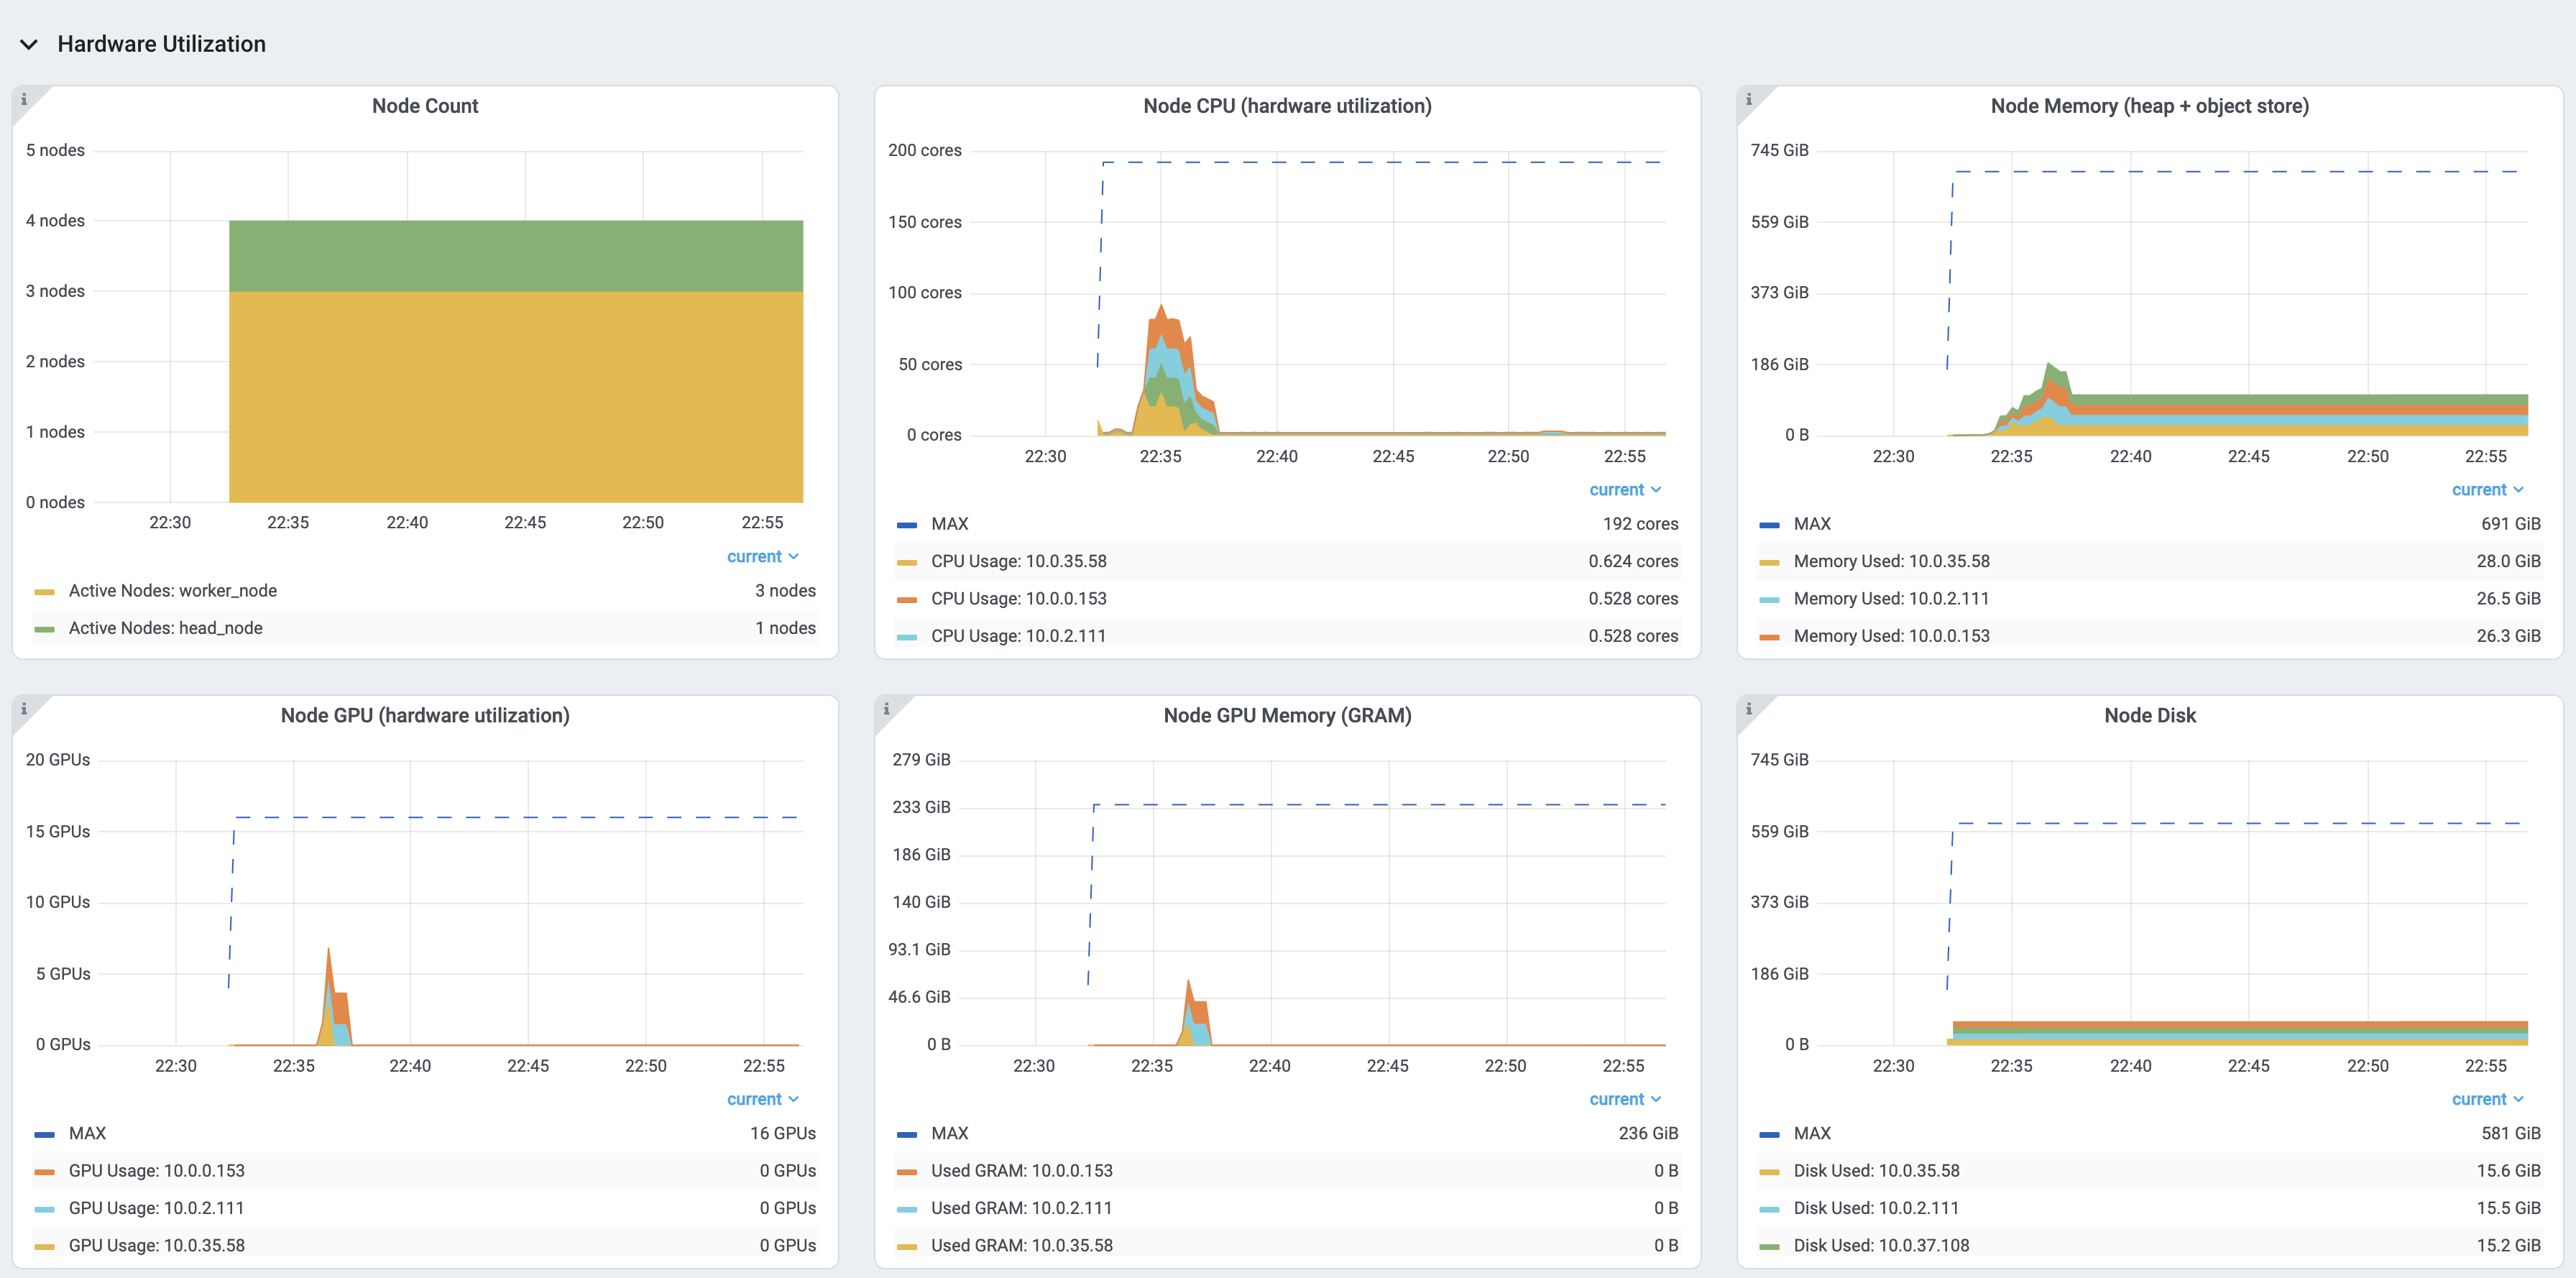 Hardware Utilization
i
Node Count
5 nodes
4 nodes
3 nodes
2 nodes
1 nodes
0 nodes
22:30 22:35 22:40 22:45 22:50 22:55
current
Active Nodes: worker_node 3 nodes
Active Nodes: head_node 1 nodes
Node CPU (hardware utilization)
200 cores
150 cores
100 cores
50 cores
0 cores
22:30 22:35 22:40 22:45 22:50 22:55
current
MAX 192 cores
CPU Usage: 10.0.35.58 0.624 cores
CPU Usage: 10.0.0.153 0.528 cores
CPU Usage: 10.0.2.111 0.528 cores
i
Node Memory (heap + object store)
745 GiB
559 GiB
373 GiB
186 GiB
0 B
22:30 22:35 22:40 22:45 22:50 22:55
current
MAX 691 GiB
Memory Used: 10.0.35.58 28.0 GiB
Memory Used: 10.0.2.111 26.5 GiB
Memory Used: 10.0.0.153 26.3 GiB
i
Node GPU (hardware utilization)
20 GPUs
15 GPUs
10 GPUs
5 GPUs
0 GPUs
22:30 22:35 22:40 22:45 22:50 22:55
current
MAX 16 GPUs
GPU Usage: 10.0.0.153 0 GPUs
GPU Usage: 10.0.2.111 0 GPUs
GPU Usage: 10.0.35.58 0 GPUs
i
Node GPU Memory (GRAM)
279 GiB
233 GiB
186 GiB
140 GiB
93.1 GiB
46.6 GiB
0 B
22:30 22:35 22:40 22:45 22:50 22:55
current
MAX 236 GiB
Used GRAM: 10.0.0.153 0 B
Used GRAM: 10.0.2.111 0 B
Used GRAM: 10.0.35.58 0 B
i
Node Disk
745 GiB
559 GiB
373 GiB
186 GiB
0 B
22:30 22:35 22:40 22:45 22:50 22:55
current
MAX 581 GiB
Disk Used: 10.0.35.58 15.6 GiB
Disk Used: 10.0.2.111 15.5 GiB
Disk Used: 10.0.37.108 15.2 GiB